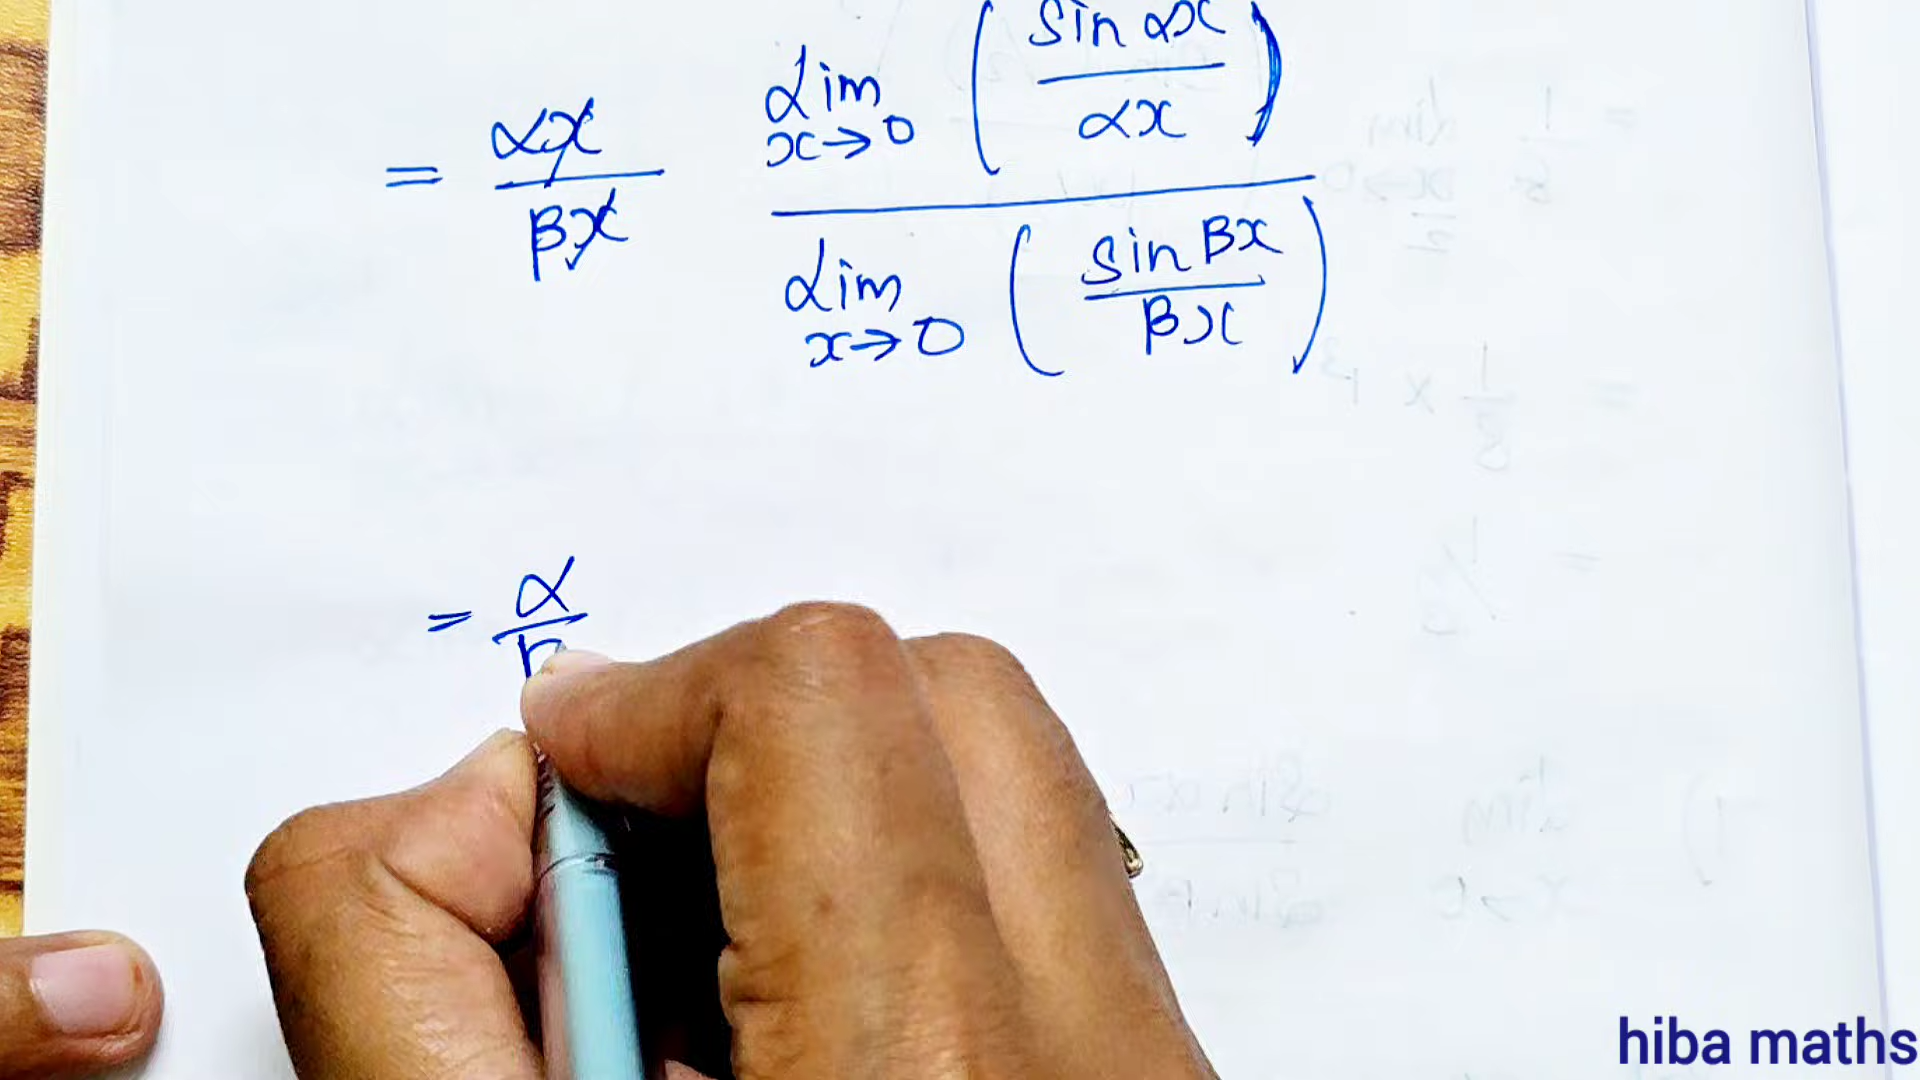 = αx/βx Lim x→0 (sin αx / αx)
Lim x→0 (sin βx / βx)
= α
hiba maths